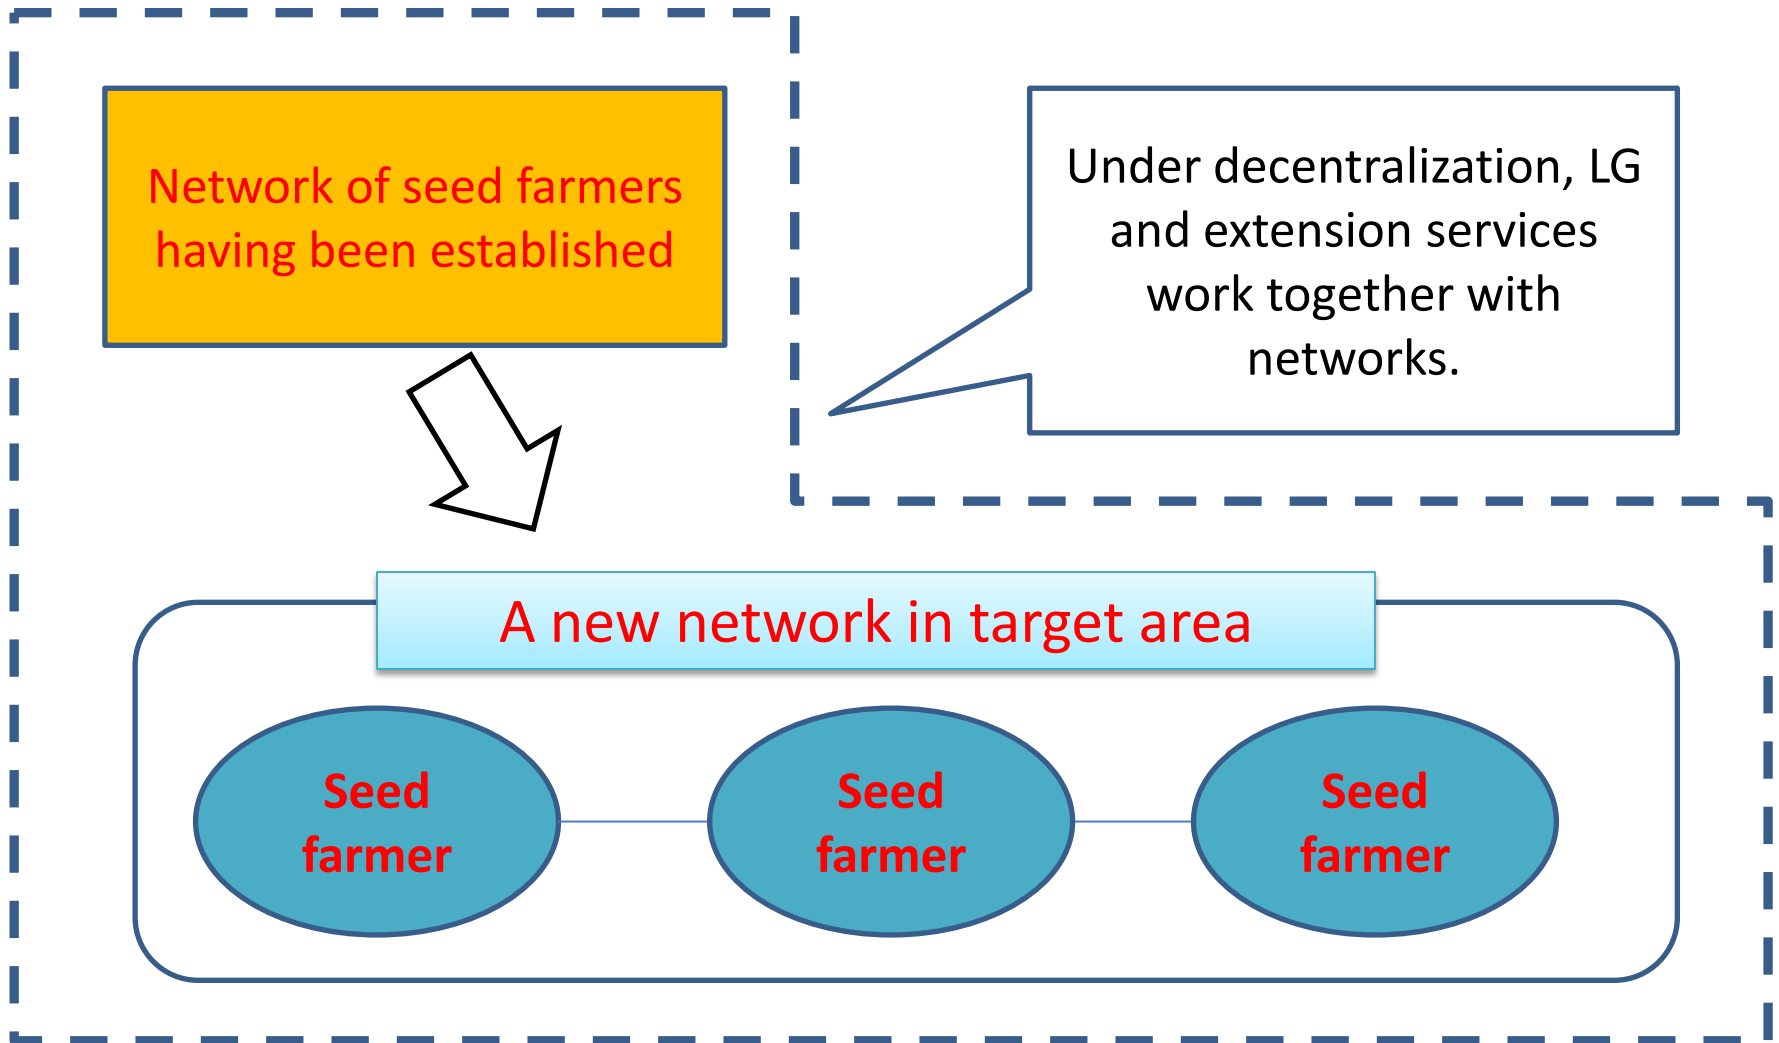 Network of seed farmers
having been established
Under decentralization, LG
and extension services
work together with
networks.
A new network in target area
Seed
farmer
Seed
farmer
Seed
farmer